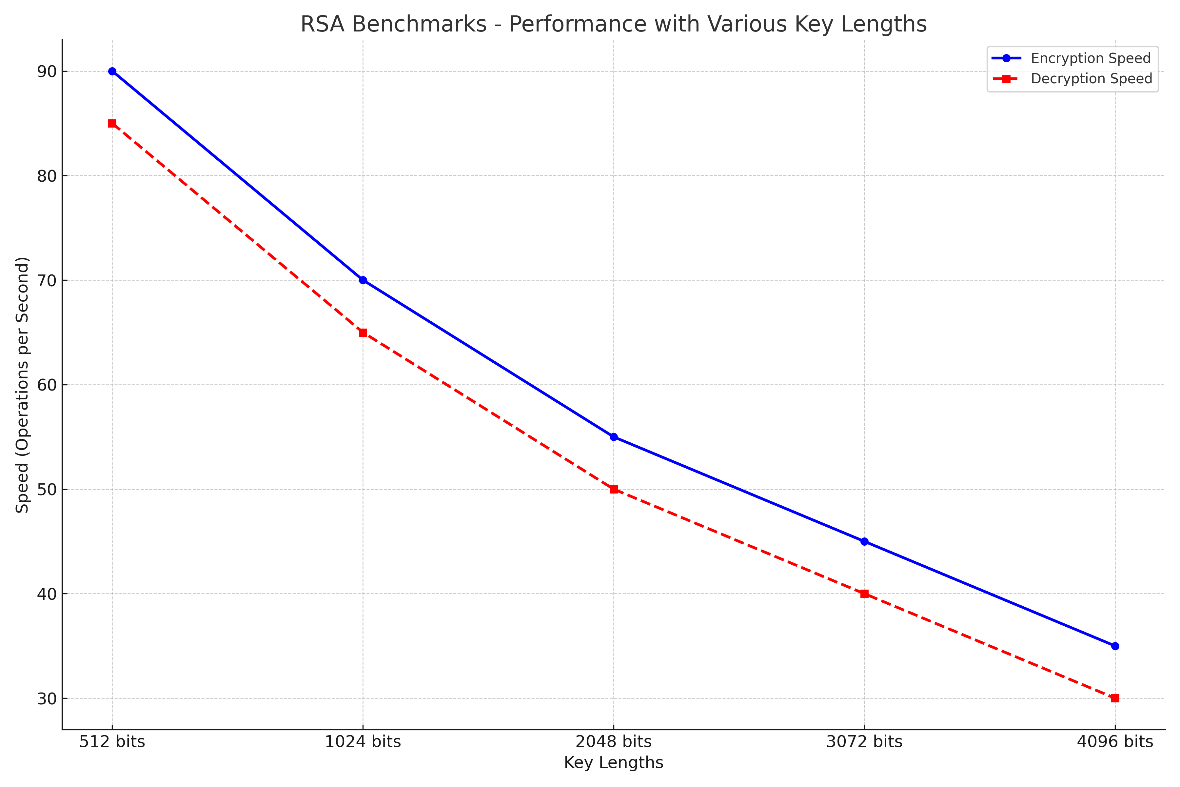 RSA Benchmarks - Performance with Various Key Lengths
Encryption Speed
Decryption Speed
Speed (Operations per Second)
90
80
70
60
50
40
30
512 bits 1024 bits 2048 bits 3072 bits 4096 bits
Key Lengths